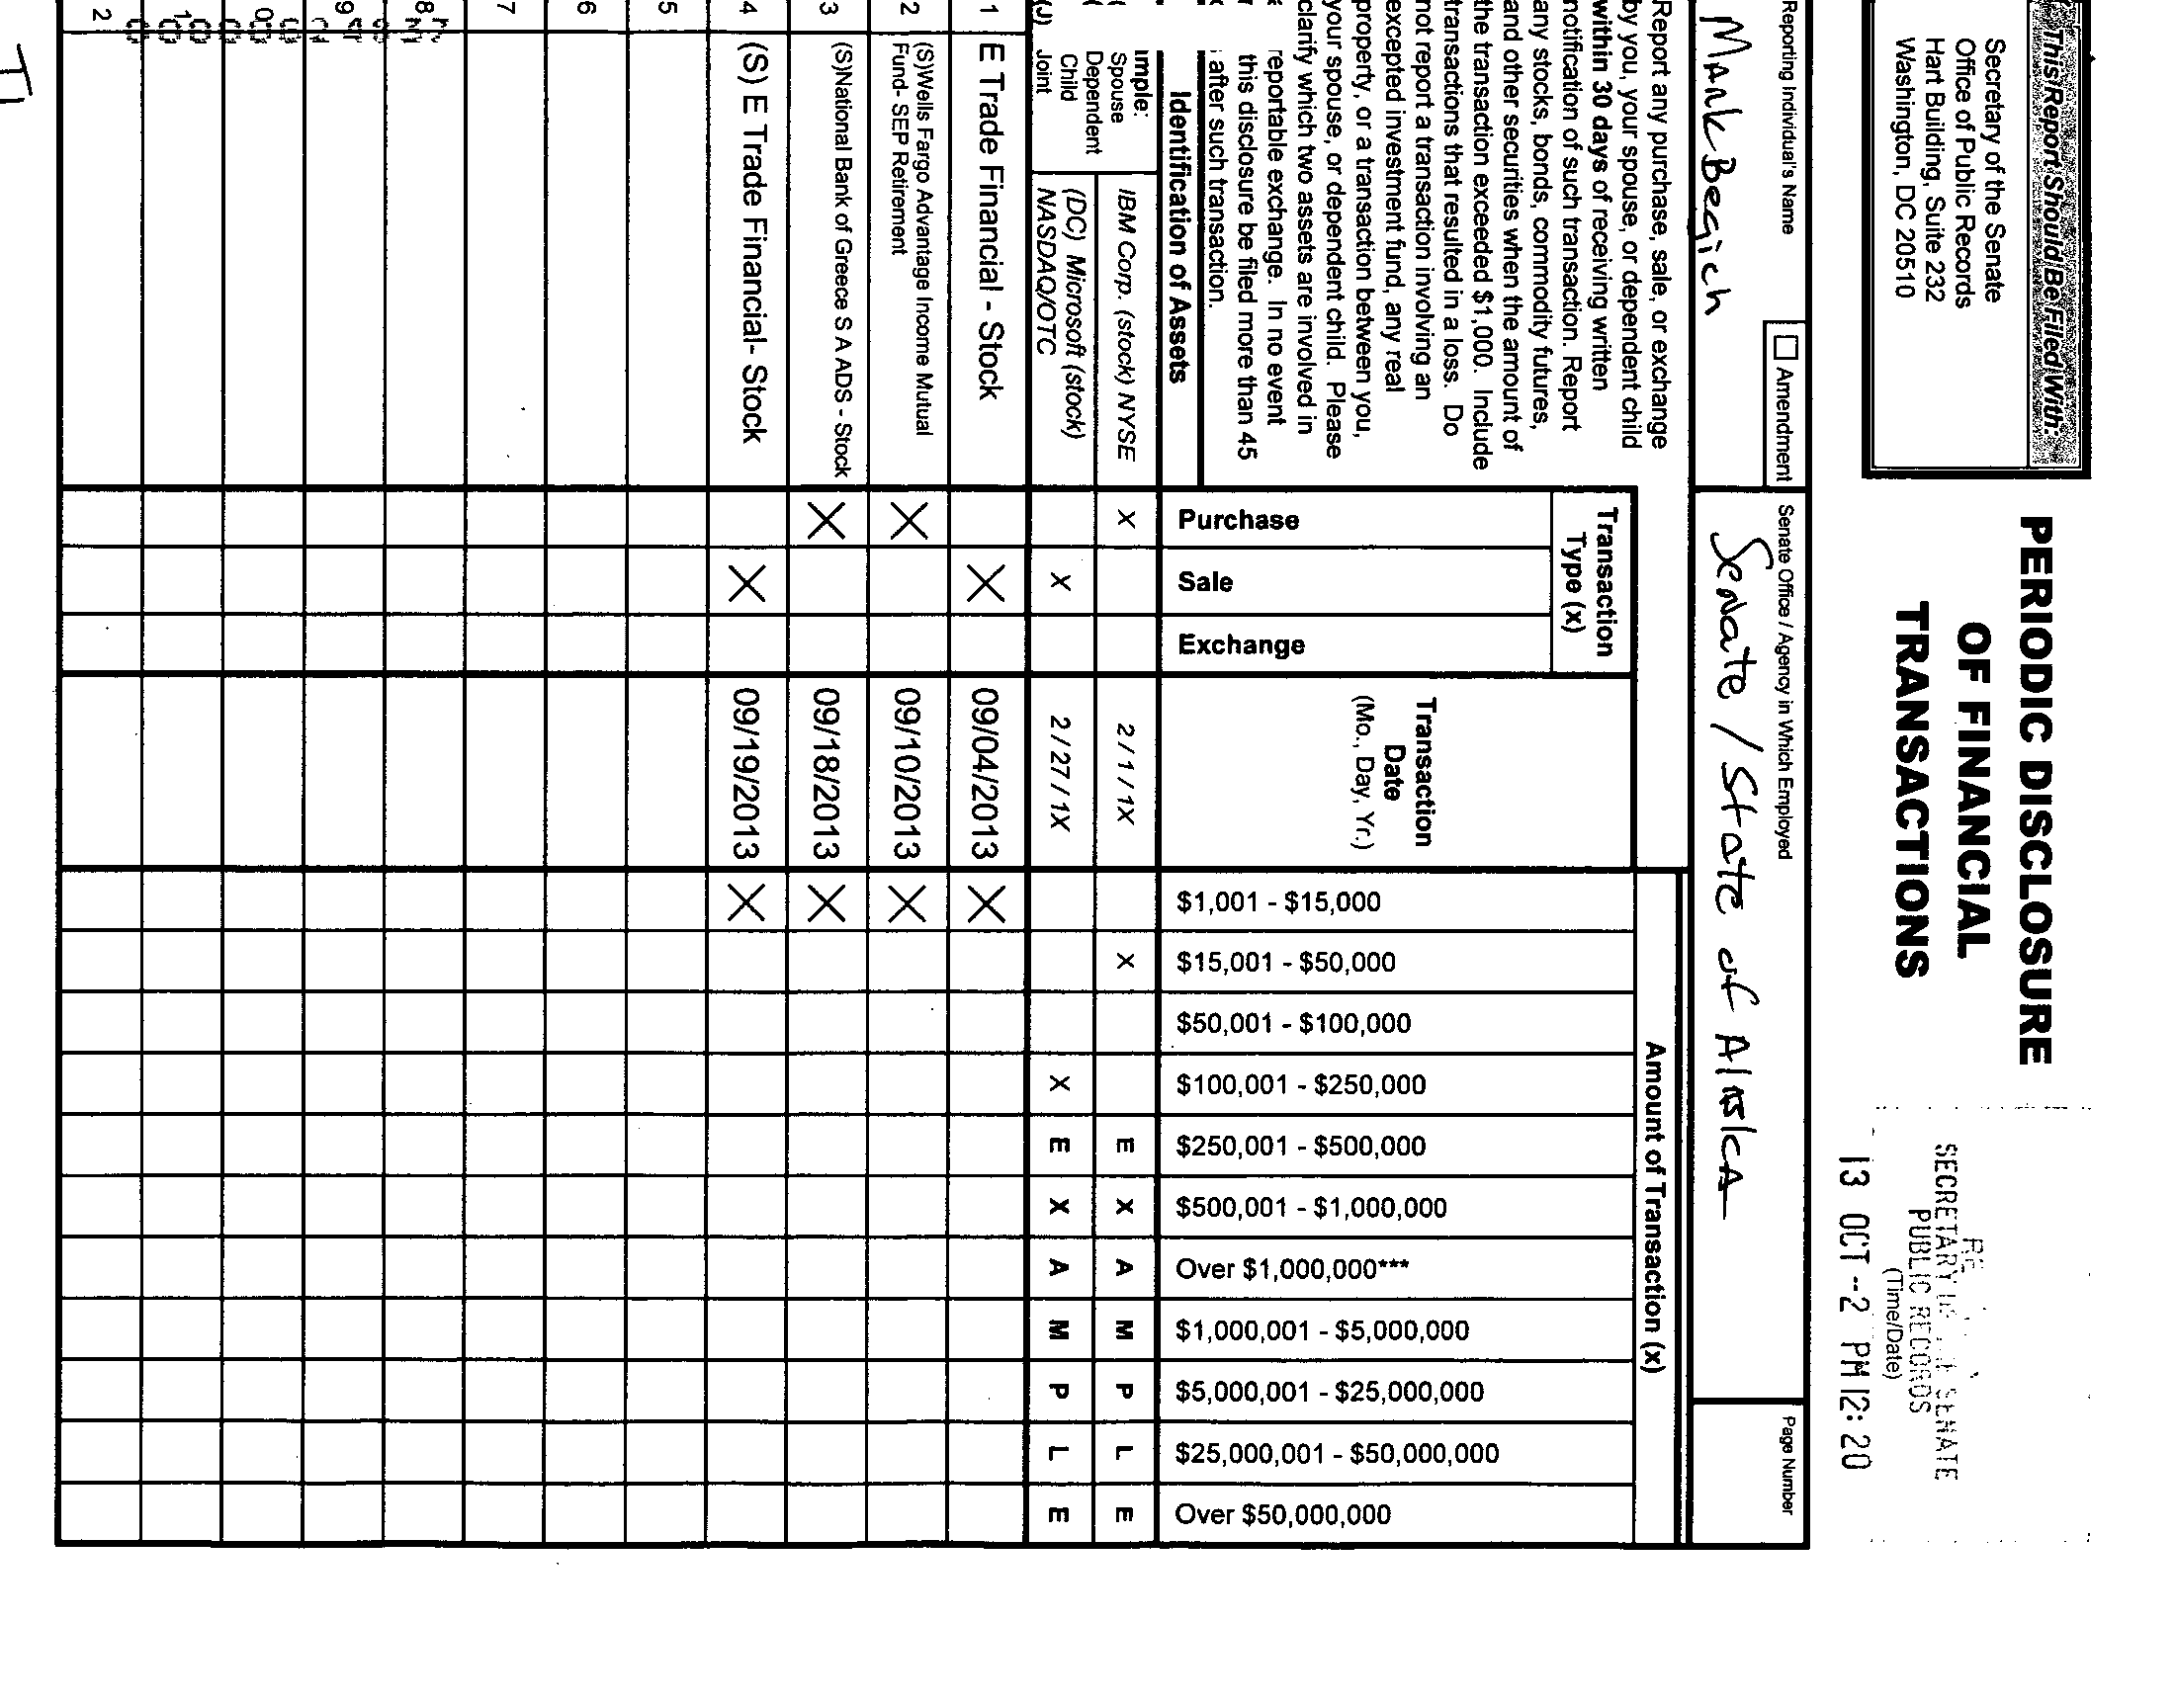 This Report Should Be Filed With:
Secretary of the Senate
Office of Public Records
Hart Building, Suite 232
Washington, DC 20510
PERIODIC DISCLOSURE
OF FINANCIAL
TRANSACTIONS
SECRETARY SENATE
PUBLIC RECORDS
(Time/Date)
13 OCT -2 PM 12:20
Reporting Individual's Name
Mark Begich
Amendment
Senate Office / Agency in Which Employed
Senate / State of Alaska
Page Number
Report any purchase, sale, or exchange
by you, your spouse, or dependent child
within 30 days of receiving written
notification of such transaction. Report
any stocks, bonds, commodity futures,
and other securities when the amount of
the transaction exceeded $1,000. Include
transactions that resulted in a loss. Do
not report a transaction involving an
excepted investment fund, any real
property, or a transaction between you,
your spouse, or dependent child. Please
clarify which two assets are involved in
reportable exchange. In no event
this disclosure be filed more than 45
after such transaction.
Identification of Assets
Transaction
Type (x)
Purchase
Sale
Exchange
Transaction
Date
(Mo., Day, Yr.)
Amount of Transaction (x)
$1,001 - $15,000
$15,001 - $50,000
$50,001 - $100,000
$100,001 - $250,000
$250,001 - $500,000
$500,001 - $1,000,000
Over $1,000,000***
$1,000,001 - $5,000,000
$5,000,001 - $25,000,000
$25,000,001 - $50,000,000
Over $50,000,000
mple:
Spouse
Dependent
Child
(J) Joint
IBM Corp. (stock) NYSE X 2 / 1 / 1X X E X A M P L E
(DC) Microsoft (stock)
NASDAQ/OTC X 2 / 27 / 1X X E X A M P L E
1 E Trade Financial - Stock X 09/04/2013 X
2 (S)Wells Fargo Advantage Income Mutual
Fund- SEP Retirement X 09/10/2013 X
3 (S)National Bank of Greece S A ADS - Stock X 09/18/2013 X
4 (S) E Trade Financial- Stock X 09/19/2013 X
5
6
7
8
9
2